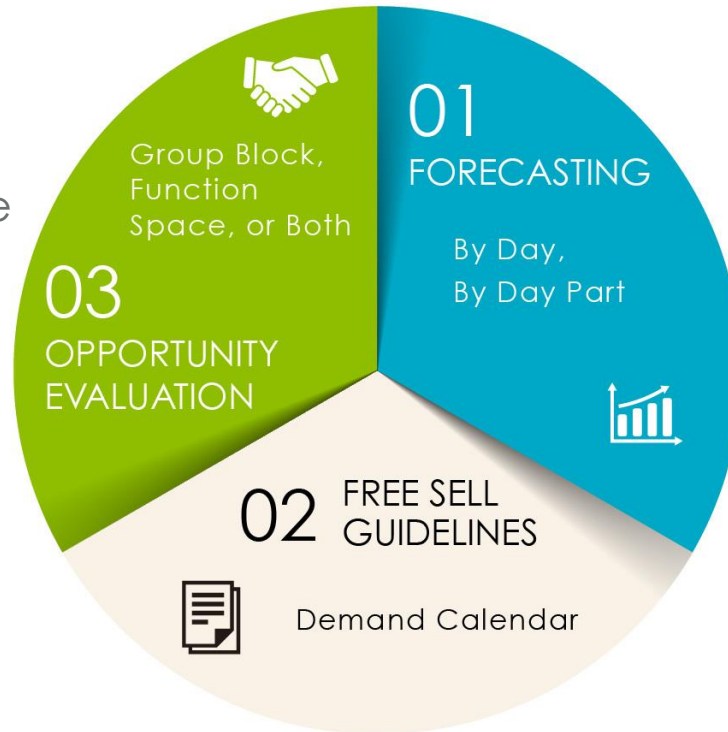 01
FORECASTING
By Day,
By Day Part
02
FREE SELL
GUIDELINES
Demand Calendar
Group Block,
Function
Space, or Both
03
OPPORTUNITY
EVALUATION